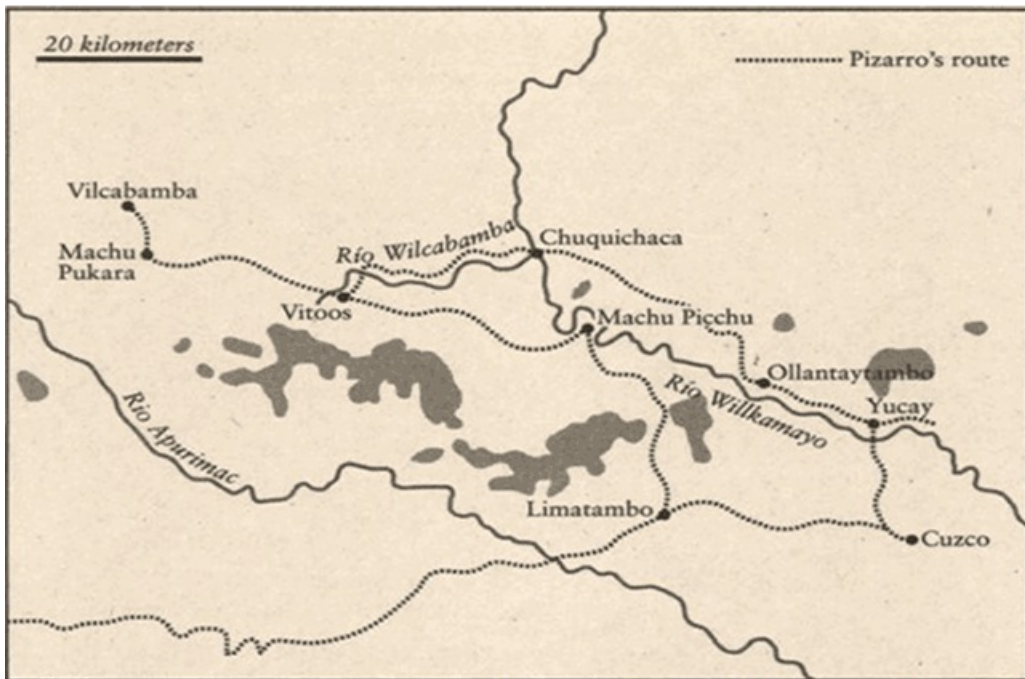 20 kilometers
Pizarro's route
Vilcabamba
Machu
Pukara
Río Wilcabamba
Chuquichaca
Vitoos
Machu Picchu
Ollantaytambo
Río Willkamayo
Yucay
Río Apurimac
Limatambo
Cuzco